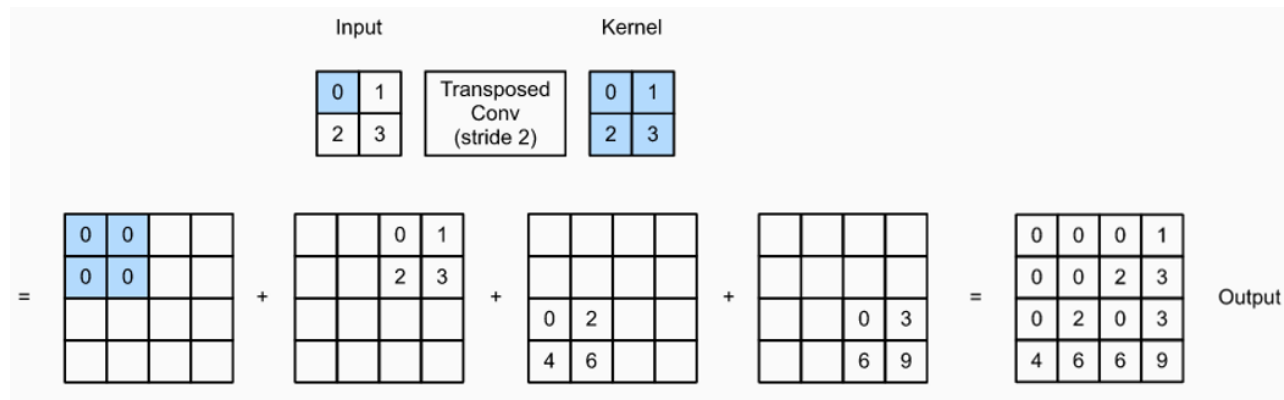 Input Kernel
0 1 Transposed 0 1
Conv
2 3 (stride 2) 2 3
0 0 0 1 0 0 0 1
0 0 2 3 0 0 2 3
= + + + = Output
0 2 0 3 0 2 0 3
4 6 6 9 4 6 6 9